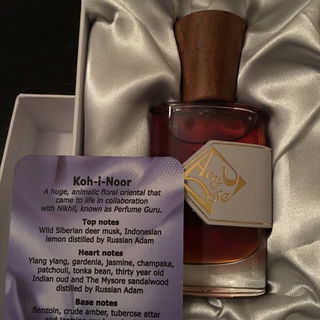 Koh-i-Noor
A huge, animalic floral oriental that
came to life in collaboration
with Nikhil, known as Perfume Guru.
Top notes
Wild Siberian deer musk, Indonesian
lemon distilled by Russian Adam
Heart notes
Ylang ylang, gardenia, jasmine, champaka,
patchouli, tonka bean, thirty year old
Indian oud and The Mysore sandalwood
distilled by Russian Adam
Base notes
Benzoin, crude amber, tuberose attar
Areej
Le Doré